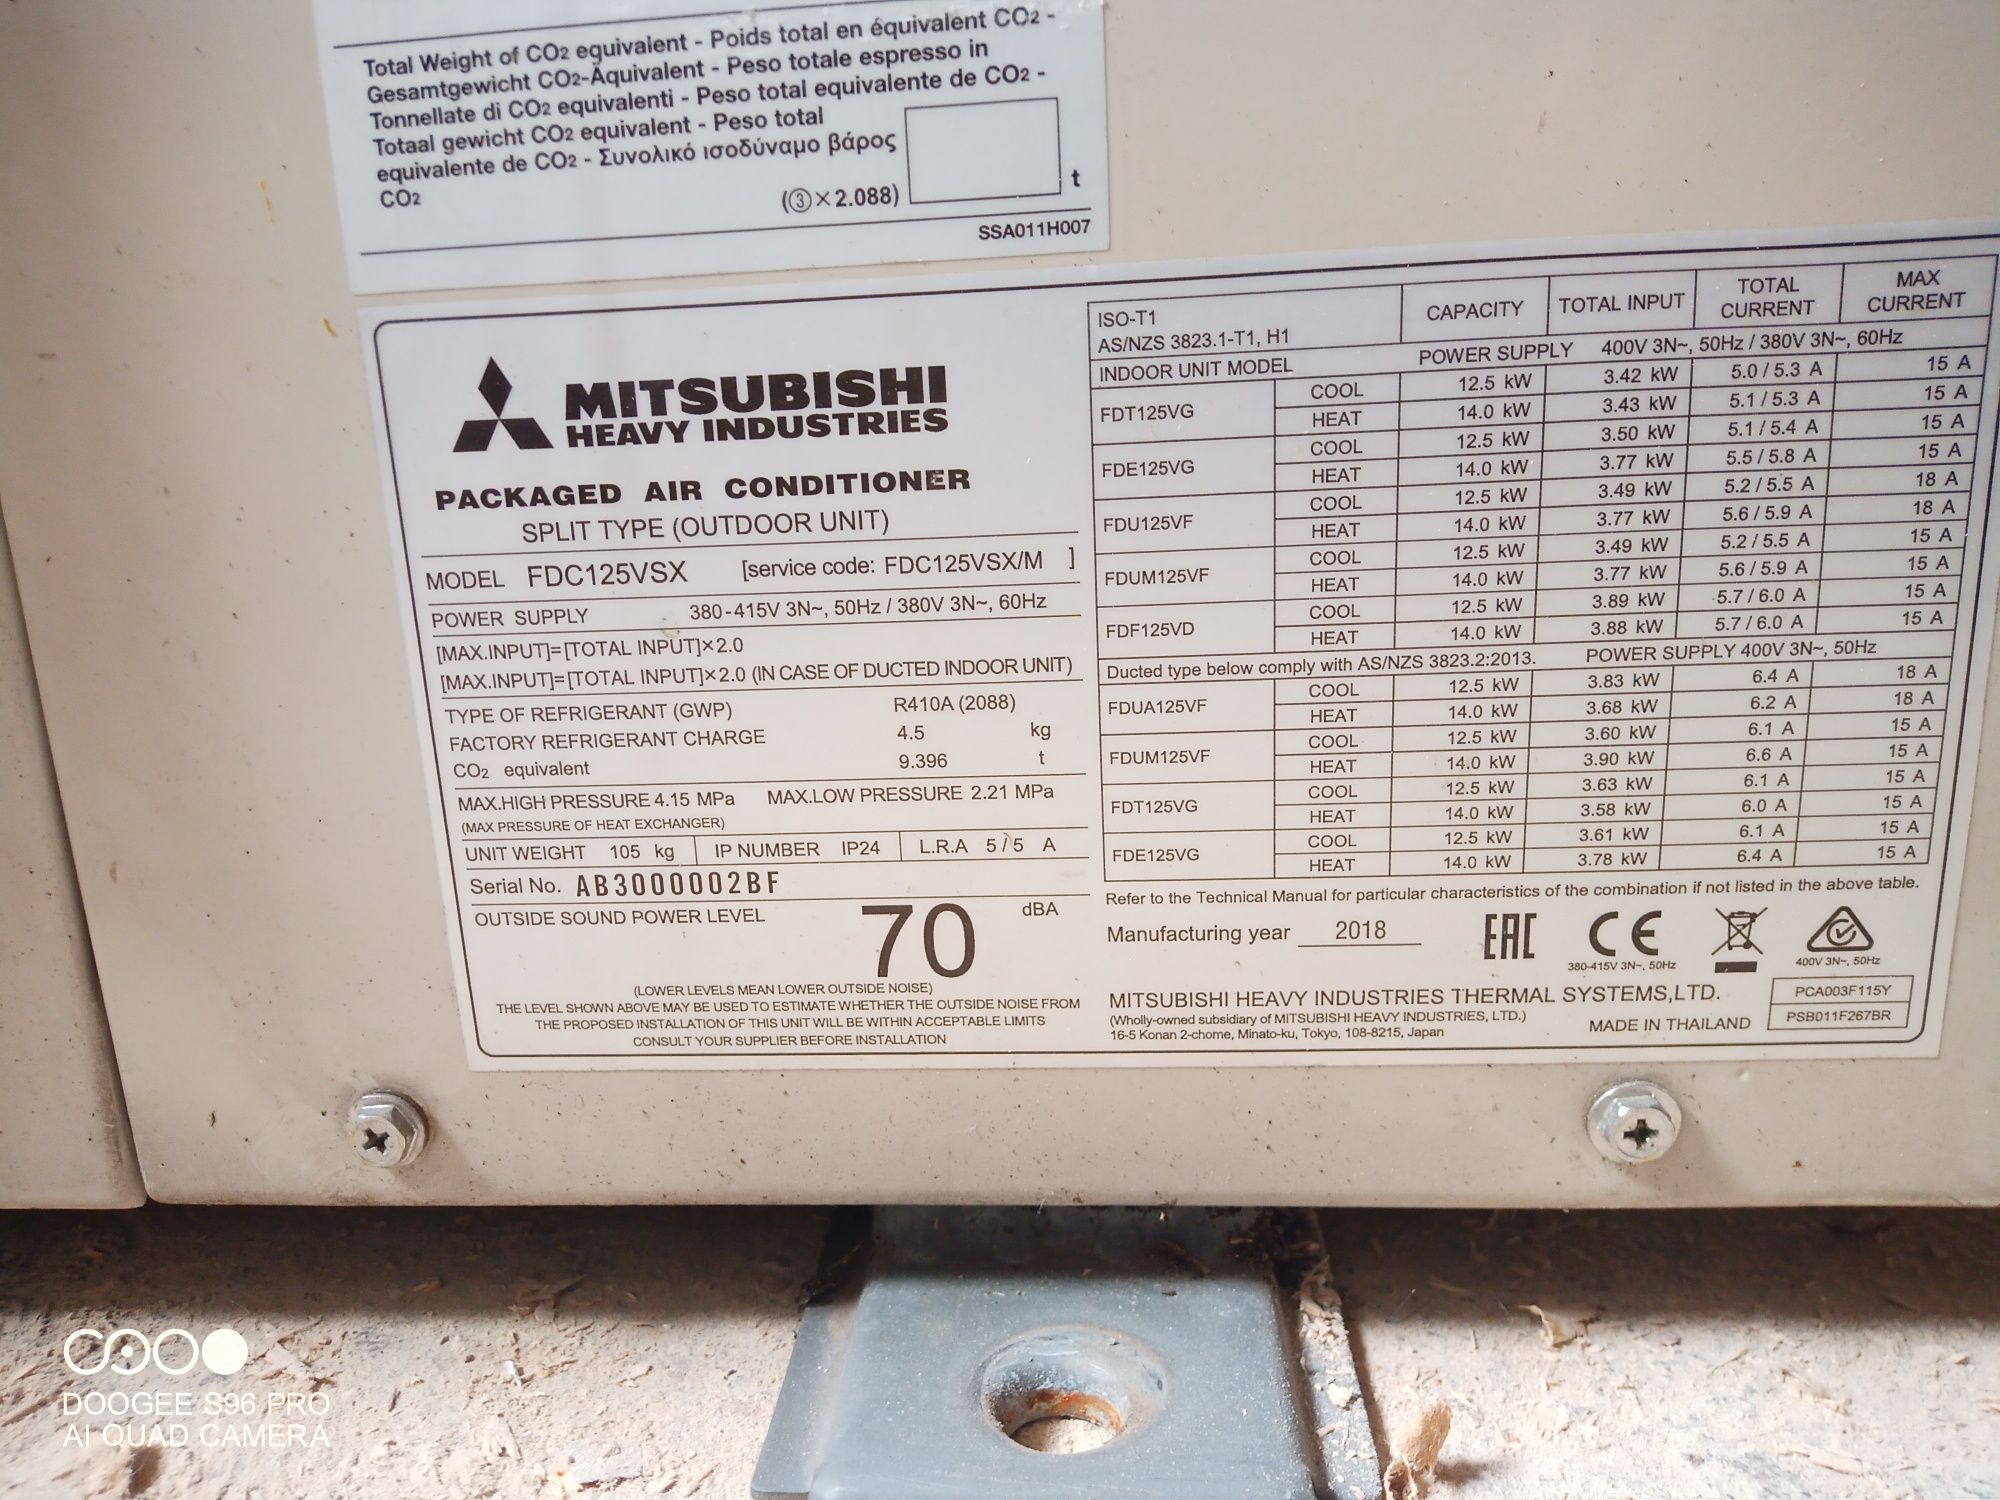 Total Weight of CO2 equivalent - Poids total en équivalent CO2 -
Gesamtgewicht CO2-Äquivalent - Peso totale espresso in
Tonnellate di CO2 equivalenti - Peso total equivalente de CO2 -
Totaal gewicht CO2 equivalent - Peso total
equivalente de CO2 - Συνολικό ισοδύναμο βάρος
CO2
(③×2.088)
t
SSA011H007
MITSUBISHI
HEAVY INDUSTRIES
PACKAGED AIR CONDITIONER
SPLIT TYPE (OUTDOOR UNIT)
MODEL FDC125VSX [service code: FDC125VSX/M ]
POWER SUPPLY 380-415V 3N~, 50Hz / 380V 3N~, 60Hz
[MAX.INPUT]=[TOTAL INPUT]×2.0
[MAX.INPUT]=[TOTAL INPUT]×2.0 (IN CASE OF DUCTED INDOOR UNIT)
TYPE OF REFRIGERANT (GWP) R410A (2088)
FACTORY REFRIGERANT CHARGE 4.5 kg
CO2 equivalent 9.396 t
MAX.HIGH PRESSURE 4.15 MPa MAX.LOW PRESSURE 2.21 MPa
(MAX PRESSURE OF HEAT EXCHANGER)
UNIT WEIGHT 105 kg IP NUMBER IP24 L.R.A 5/5 A
Serial No. AB3000002BF
OUTSIDE SOUND POWER LEVEL 70 dBA
(LOWER LEVELS MEAN LOWER OUTSIDE NOISE)
THE LEVEL SHOWN ABOVE MAY BE USED TO ESTIMATE WHETHER THE OUTSIDE NOISE FROM
THE PROPOSED INSTALLATION OF THIS UNIT WILL BE WITHIN ACCEPTABLE LIMITS
CONSULT YOUR SUPPLIER BEFORE INSTALLATION
ISO-T1
AS/NZS 3823.1-T1, H1
CAPACITY TOTAL INPUT TOTAL CURRENT MAX CURRENT
INDOOR UNIT MODEL POWER SUPPLY 400V 3N~, 50Hz / 380V 3N~, 60Hz
FDT125VG COOL 12.5 kW 3.42 kW 5.0 / 5.3 A 15 A
HEAT 14.0 kW 3.43 kW 5.1 / 5.3 A 15 A
FDE125VG COOL 12.5 kW 3.50 kW 5.1 / 5.4 A 15 A
HEAT 14.0 kW 3.77 kW 5.5 / 5.8 A 15 A
FDU125VF COOL 12.5 kW 3.49 kW 5.2 / 5.5 A 18 A
HEAT 14.0 kW 3.77 kW 5.6 / 5.9 A 18 A
FDUM125VF COOL 12.5 kW 3.49 kW 5.2 / 5.5 A 15 A
HEAT 14.0 kW 3.77 kW 5.6 / 5.9 A 15 A
FDF125VD COOL 12.5 kW 3.89 kW 5.7 / 6.0 A 15 A
HEAT 14.0 kW 3.88 kW 5.7 / 6.0 A 15 A
Ducted type below comply with AS/NZS 3823.2:2013. POWER SUPPLY 400V 3N~, 50Hz
FDUA125VF COOL 12.5 kW 3.83 kW 6.4 A 18 A
HEAT 14.0 kW 3.68 kW 6.2 A 18 A
FDUM125VF COOL 12.5 kW 3.60 kW 6.1 A 15 A
HEAT 14.0 kW 3.90 kW 6.6 A 15 A
FDT125VG COOL 12.5 kW 3.63 kW 6.1 A 15 A
HEAT 14.0 kW 3.58 kW 6.0 A 15 A
FDE125VG COOL 12.5 kW 3.61 kW 6.1 A 15 A
HEAT 14.0 kW 3.78 kW 6.4 A 15 A
Refer to the Technical Manual for particular characteristics of the combination if not listed in the above table.
Manufacturing year 2018
EAC CE
380-415V 3N~, 50Hz
400V 3N~, 50Hz
MITSUBISHI HEAVY INDUSTRIES THERMAL SYSTEMS,LTD.
(Wholly-owned subsidiary of MITSUBISHI HEAVY INDUSTRIES, LTD.)
16-5 Konan 2-chome, Minato-ku, Tokyo, 108-8215, Japan
MADE IN THAILAND
PCA003F115Y
PSB011F267BR
DOOGEE S96 PRO
AI QUAD CAMERA